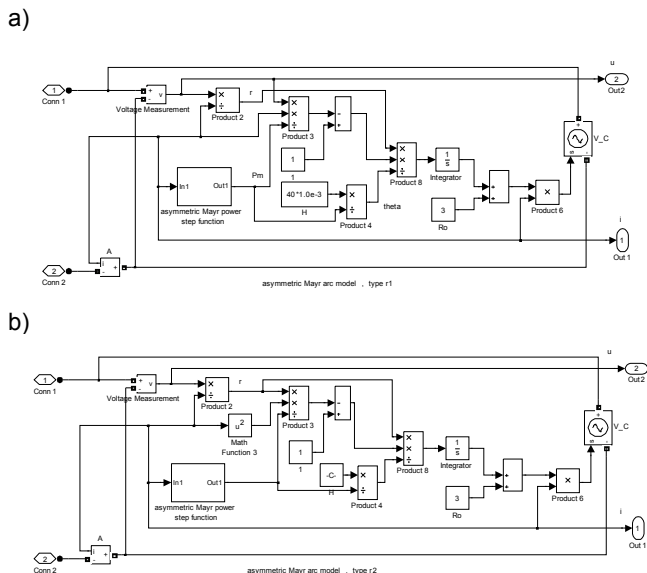 a)
u
1
Conn 1
+
-
v
Voltage Measurement
×
÷
Product 2
r
×
×
÷
Product 3
-
+
2
Out2
1
1
×
×
÷
Product 8
1
s
Integrator
+
s
-
V_C
In1
Out1
asymmetric Mayr power
step function
Pm
40*1.0e-3
H
×
÷
Product 4
theta
3
Ro
+
+
×
Product 6
i
1
Out 1
A
i
+
-
2
Conn 2
asymmetric Mayr arc model , type r1
b)
u
1
Conn 1
+
-
v
Voltage Measurement
×
÷
Product 2
r
×
×
÷
Product 3
-
+
2
Out2
u²
Math
Function 3
1
1
×
×
÷
Product 8
1
s
Integrator
+
s
-
V_C
In1
Out1
asymmetric Mayr power
step function
-C-
H
×
÷
Product 4
3
Ro
+
+
×
Product 6
i
1
Out 1
A
i
+
-
2
Conn 2
asymmetric Mayr arc model , type r2